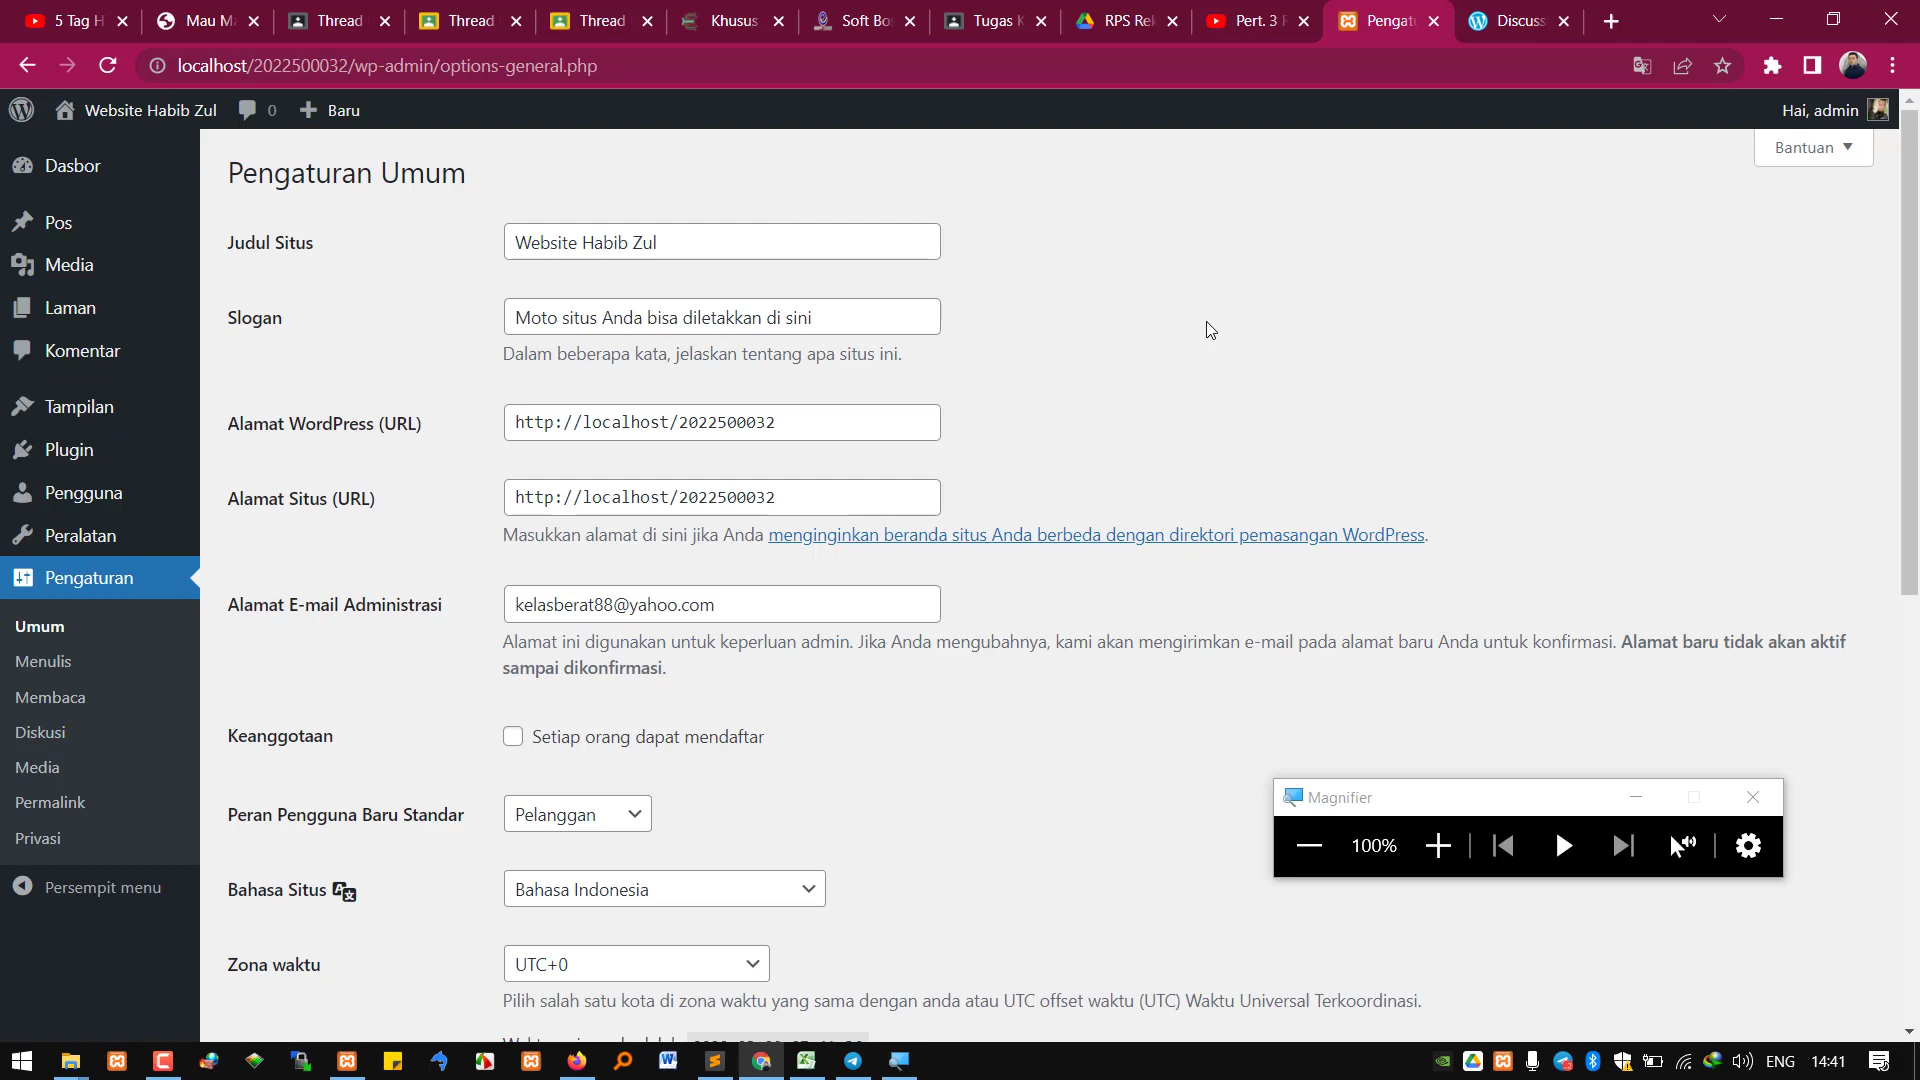 5 Tag H
Mau M
Thread
Thread
Thread
Khusus
Soft Bo
Tugas K
RPS Re
Pert. 3
Pengat
Discuss
localhost/2022500032/wp-admin/options-general.php
Website Habib Zul
0
Baru
Hai, admin
Bantuan
Dasbor
Pos
Media
Laman
Komentar
Tampilan
Plugin
Pengguna
Peralatan
Pengaturan
Umum
Menulis
Membaca
Diskusi
Media
Permalink
Privasi
Persempit menu
Pengaturan Umum
Judul Situs
Website Habib Zul
Slogan
Moto situs Anda bisa diletakkan di sini
Dalam beberapa kata, jelaskan tentang apa situs ini.
Alamat WordPress (URL)
http://localhost/2022500032
Alamat Situs (URL)
http://localhost/2022500032
Masukkan alamat di sini jika Anda menginginkan beranda situs Anda berbeda dengan direktori pemasangan WordPress.
Alamat E-mail Administrasi
kelasberat88@yahoo.com
Alamat ini digunakan untuk keperluan admin. Jika Anda mengubahnya, kami akan mengirimkan e-mail pada alamat baru Anda untuk konfirmasi. Alamat baru tidak akan aktif
sampai dikonfirmasi.
Keanggotaan
Setiap orang dapat mendaftar
Peran Pengguna Baru Standar
Pelanggan
Bahasa Situs
Bahasa Indonesia
Zona waktu
UTC+0
Pilih salah satu kota di zona waktu yang sama dengan anda atau UTC offset waktu (UTC) Waktu Universal Terkoordinasi.
Magnifier
100%
ENG
14:41